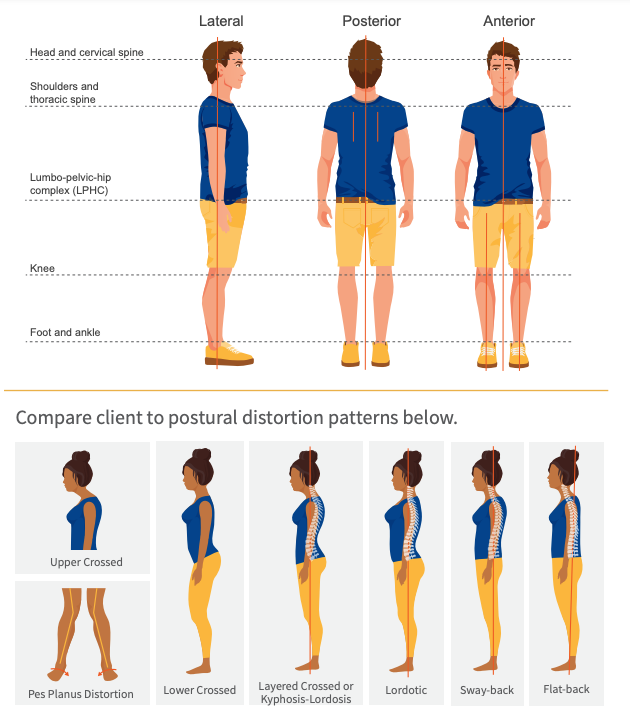 Lateral
Posterior
Anterior
Head and cervical spine
Shoulders and
thoracic spine
Lumbo-pelvic-hip
complex (LPHC)
Knee
Foot and ankle
Compare client to postural distortion patterns below.
Upper Crossed
Pes Planus Distortion
Lower Crossed
Layered Crossed or
Kyphosis-Lordosis
Lordotic
Sway-back
Flat-back